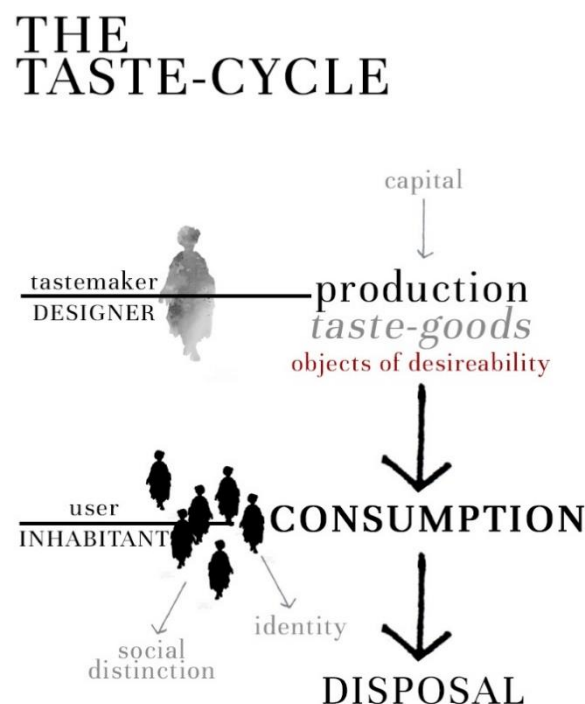 THE
TASTE-CYCLE
capital
tastemaker
DESIGNER
production
taste-goods
objects of desireability
user
INHABITANT
CONSUMPTION
social
distinction
identity
DISPOSAL